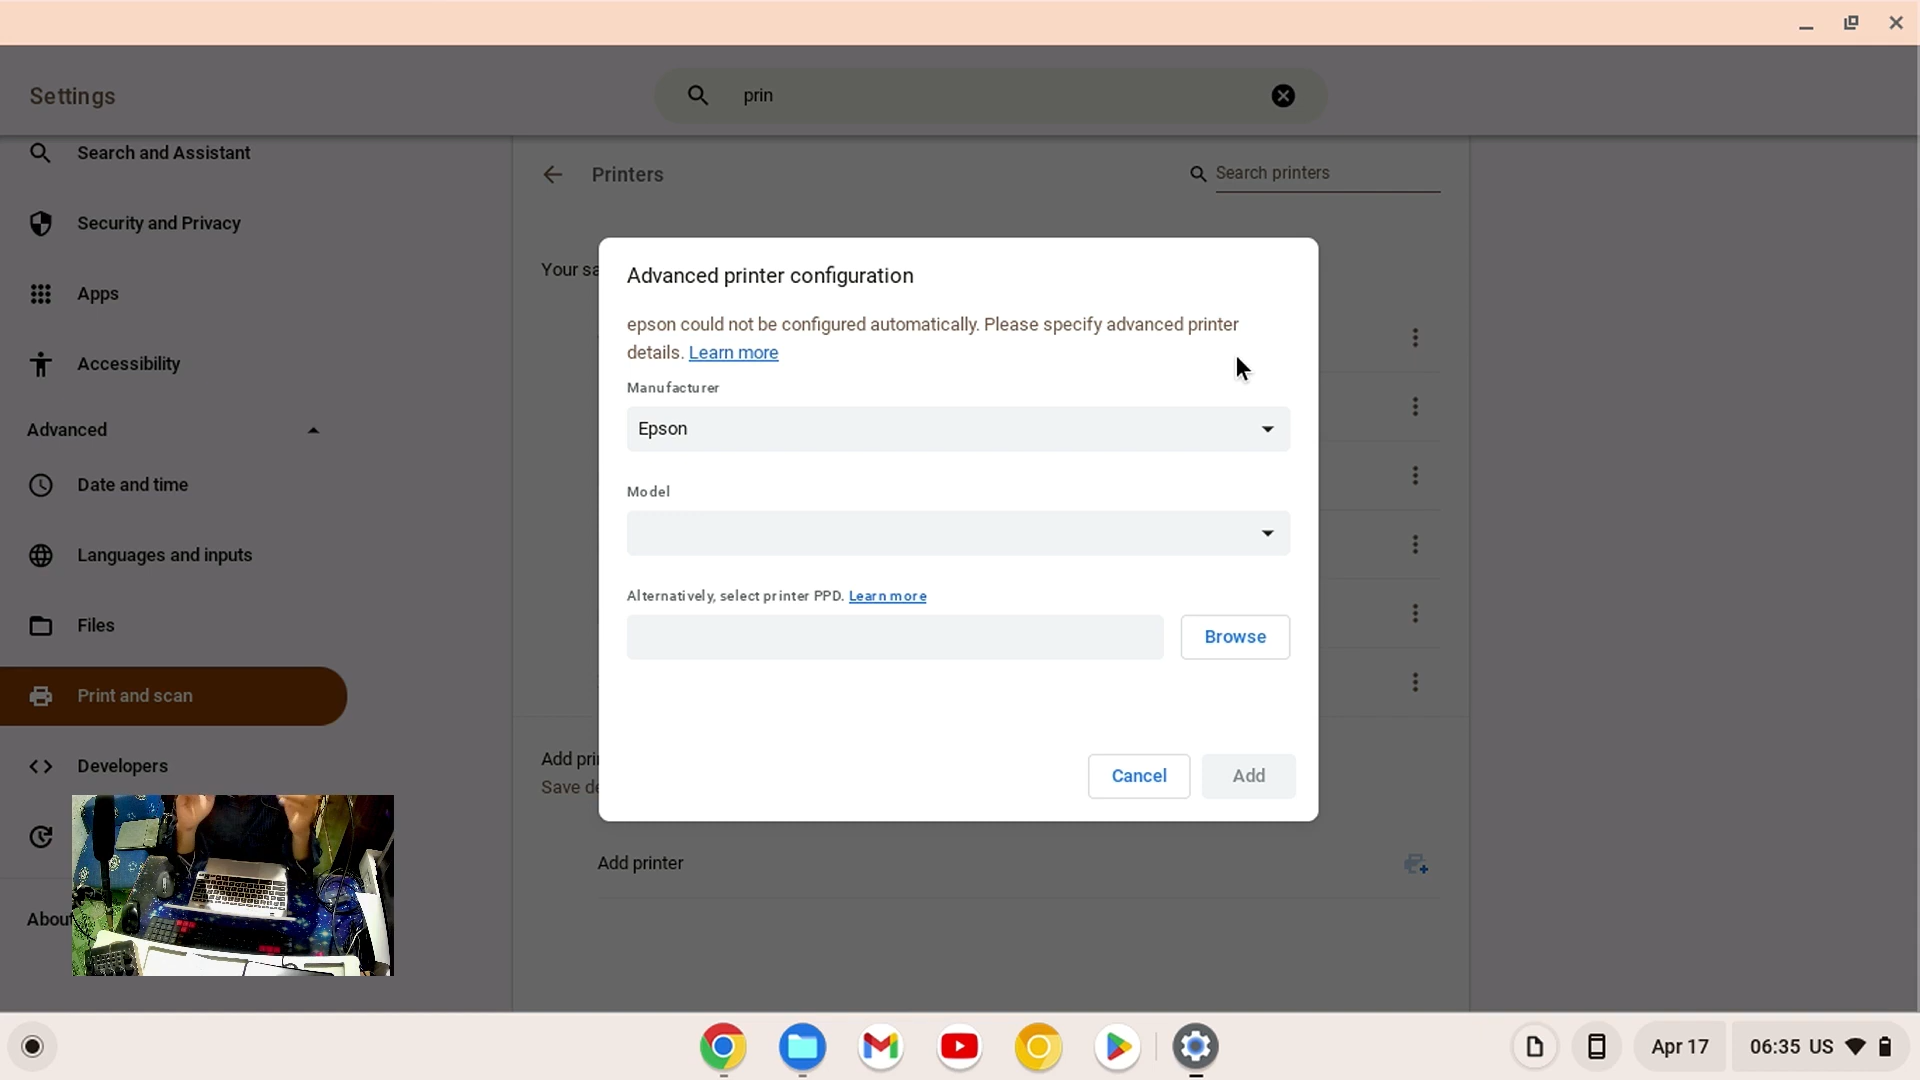 Settings
prin
Search and Assistant
Security and Privacy
Apps
Accessibility
Advanced
Date and time
Languages and inputs
Files
Print and scan
Developers
Abou
Printers
Search printers
Your sa
Advanced printer configuration
epson could not be configured automatically. Please specify advanced printer
details. Learn more
Manufacturer
Epson
Model
Alternatively, select printer PPD. Learn more
Browse
Cancel
Add
Add prin
Save de
Add printer
Apr 17
06:35 US